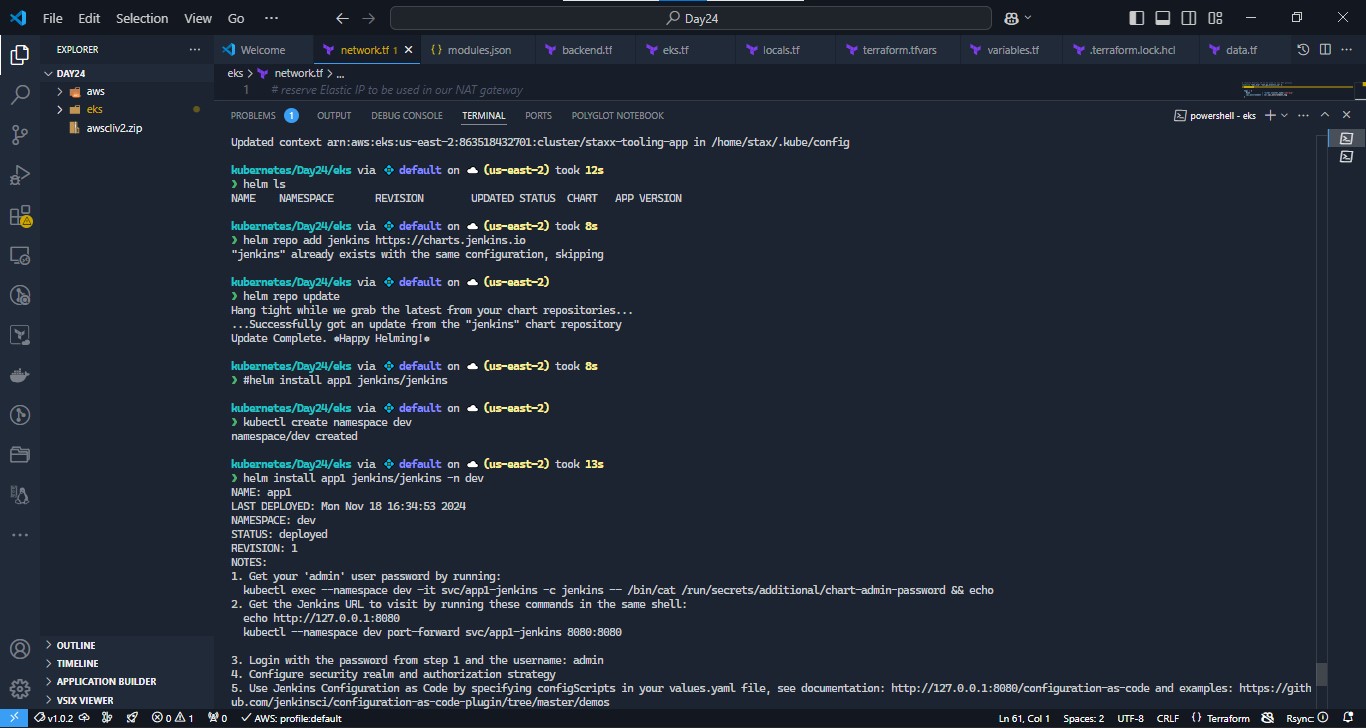 File Edit Selection View Go ··· Day24
EXPLORER ···
Welcome network.tf 1 modules.json backend.tf eks.tf locals.tf terraform.tfvars variables.tf .terraform.lock.hcl data.tf
DAY24
aws
eks
awscliv2.zip
eks > network.tf > ...
1 # reserve Elastic IP to be used in our NAT gateway
PROBLEMS 1 OUTPUT DEBUG CONSOLE TERMINAL PORTS POLYGLOT NOTEBOOK powershell - eks
Updated context arn:aws:eks:us-east-2:863518432701:cluster/staxx-tooling-app in /home/stax/.kube/config
kubernetes/Day24/eks via default on (us-east-2) took 12s
❯ helm ls
NAME NAMESPACE REVISION UPDATED STATUS CHART APP VERSION
kubernetes/Day24/eks via default on (us-east-2) took 8s
❯ helm repo add jenkins https://charts.jenkins.io
"jenkins" already exists with the same configuration, skipping
kubernetes/Day24/eks via default on (us-east-2)
❯ helm repo update
Hang tight while we grab the latest from your chart repositories...
...Successfully got an update from the "jenkins" chart repository
Update Complete. ⎈Happy Helming!⎈
kubernetes/Day24/eks via default on (us-east-2) took 8s
❯ #helm install app1 jenkins/jenkins
kubernetes/Day24/eks via default on (us-east-2)
❯ kubectl create namespace dev
namespace/dev created
kubernetes/Day24/eks via default on (us-east-2) took 13s
❯ helm install app1 jenkins/jenkins -n dev
NAME: app1
LAST DEPLOYED: Mon Nov 18 16:34:53 2024
NAMESPACE: dev
STATUS: deployed
REVISION: 1
NOTES:
1. Get your 'admin' user password by running:
kubectl exec --namespace dev -it svc/app1-jenkins -c jenkins -- /bin/cat /run/secrets/additional/chart-admin-password && echo
2. Get the Jenkins URL to visit by running these commands in the same shell:
echo http://127.0.0.1:8080
kubectl --namespace dev port-forward svc/app1-jenkins 8080:8080
3. Login with the password from step 1 and the username: admin
4. Configure security realm and authorization strategy
5. Use Jenkins Configuration as Code by specifying configScripts in your values.yaml file, see documentation: http://127.0.0.1:8080/configuration-as-code and examples: https://gith
ub.com/jenkinsci/configuration-as-code-plugin/tree/master/demos
OUTLINE
TIMELINE
APPLICATION BUILDER
VSIX VIEWER
v1.0.2 0 1 0 AWS: profile:default Ln 61, Col 1 Spaces: 2 UTF-8 CRLF Terraform Rsync: